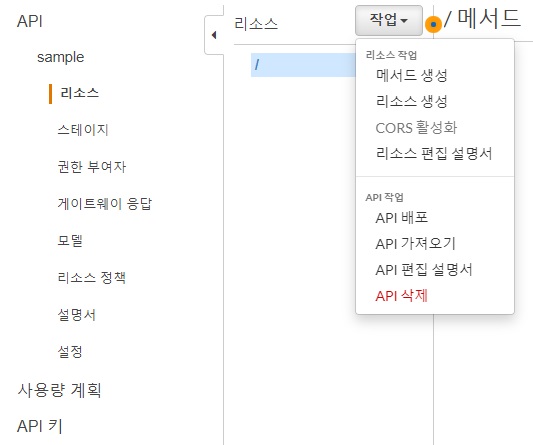 API
sample
리소스
스테이지
권한 부여자
게이트웨이 응답
모델
리소스 정책
설명서
설정
사용량 계획
API 키
리소스
작업
/ 메서드
/
리소스 작업
메서드 생성
리소스 생성
CORS 활성화
리소스 편집 설명서
API 작업
API 배포
API 가져오기
API 편집 설명서
API 삭제